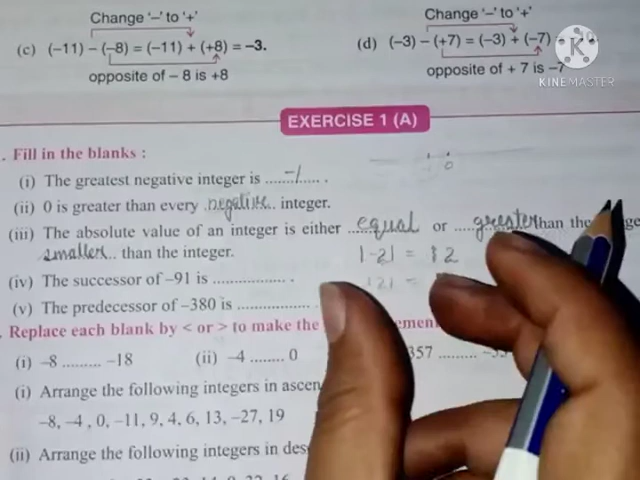 Change ‘–’ to ‘+’
(c) (–11) – (–8) = (–11) + (+8) = –3.
opposite of – 8 is +8
Change ‘–’ to ‘+’
(d) (–3) – (+7) = (–3) + (–7)
opposite of + 7 is –7
KINEMASTER
EXERCISE 1 (A)
Fill in the blanks :
(i) The greatest negative integer is ..–1.. .
(ii) 0 is greater than every negative integer.
(iii) The absolute value of an integer is either equal or greater than the
smaller than the integer.
|-2| = 2
(iv) The successor of –91 is .................
(v) The predecessor of –380 is .................
Replace each blank by < or > to make the
(i) –8 ......... –18 (ii) –4 ........ 0 357 .........
(i) Arrange the following integers in
–8, –4 , 0, –11, 9, 4, 6, 13, –27, 19
(ii) Arrange the following integers in